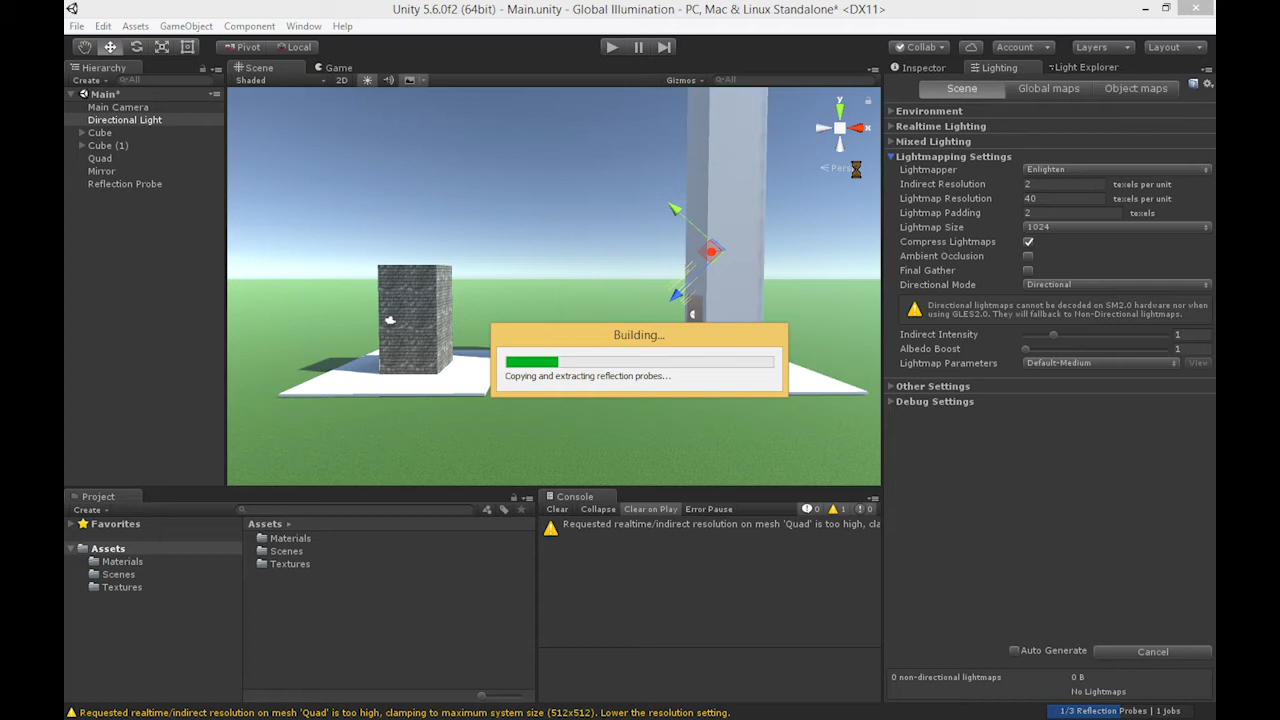 Unity 5.6.0f2 (64bit) - Main.unity - Global Illumination - PC, Mac & Linux Standalone* <DX11>
File Edit Assets GameObject Component Window Help
Pivot Local Collab Account Layers Layout
Hierarchy
Create All
Main*
Main Camera
Directional Light
Cube
Cube (1)
Quad
Mirror
Reflection Probe
Scene Game
Shaded 2D Gizmos All
y
x
Pers
Building...
Copying and extracting reflection probes...
Inspector Lighting Light Explorer
Scene Global maps Object maps
Environment
Realtime Lighting
Mixed Lighting
Lightmapping Settings
Lightmapper Enlighten
Indirect Resolution 2 texels per unit
Lightmap Resolution 40 texels per unit
Lightmap Padding 2 texels
Lightmap Size 1024
Compress Lightmaps
Ambient Occlusion
Final Gather
Directional Mode Directional
Directional lightmaps cannot be decoded on SM2.0 hardware nor when
using GLES2.0. They will fallback to Non-Directional lightmaps.
Indirect Intensity 1
Albedo Boost 1
Lightmap Parameters Default-Medium View
Other Settings
Debug Settings
Auto Generate Cancel
0 non-directional lightmaps 0 B
No Lightmaps
Project
Create
Favorites
Assets
Materials
Scenes
Textures
Assets
Materials
Scenes
Textures
Console
Clear Collapse Clear on Play Error Pause 0 1 0
Requested realtime/indirect resolution on mesh 'Quad' is too high, cla
Requested realtime/indirect resolution on mesh 'Quad' is too high, clamping to maximum system size (512x512). Lower the resolution setting.
1/3 Reflection Probes | 1 jobs